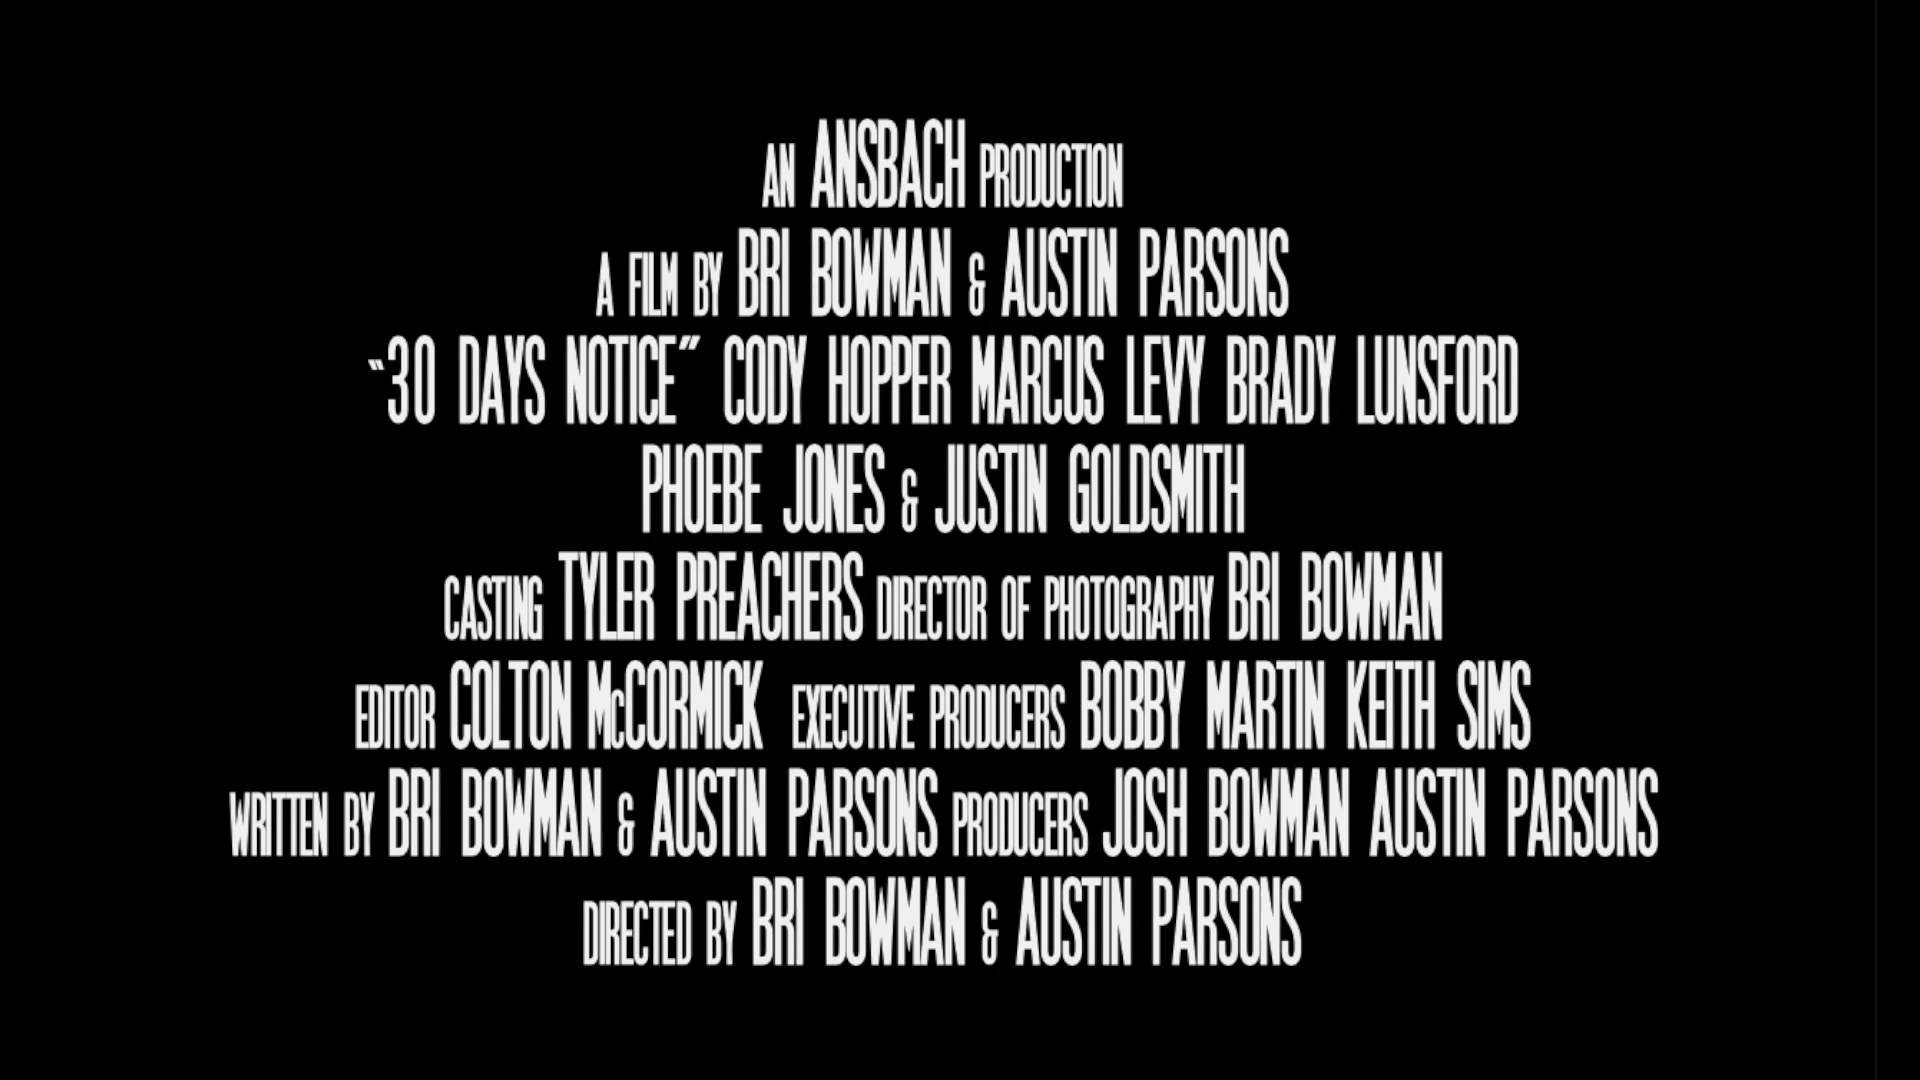 AN ANSBACH PRODUCTION
A FILM BY BRI BOWMAN & AUSTIN PARSONS
“30 DAYS NOTICE” CODY HOPPER MARCUS LEVY BRADY LUNSFORD
PHOEBE JONES & JUSTIN GOLDSMITH
CASTING TYLER PREACHERS DIRECTOR OF PHOTOGRAPHY BRI BOWMAN
EDITOR COLTON McCORMICK EXECUTIVE PRODUCERS BOBBY MARTIN KEITH SIMS
WRITTEN BY BRI BOWMAN & AUSTIN PARSONS PRODUCERS JOSH BOWMAN AUSTIN PARSONS
DIRECTED BY BRI BOWMAN & AUSTIN PARSONS